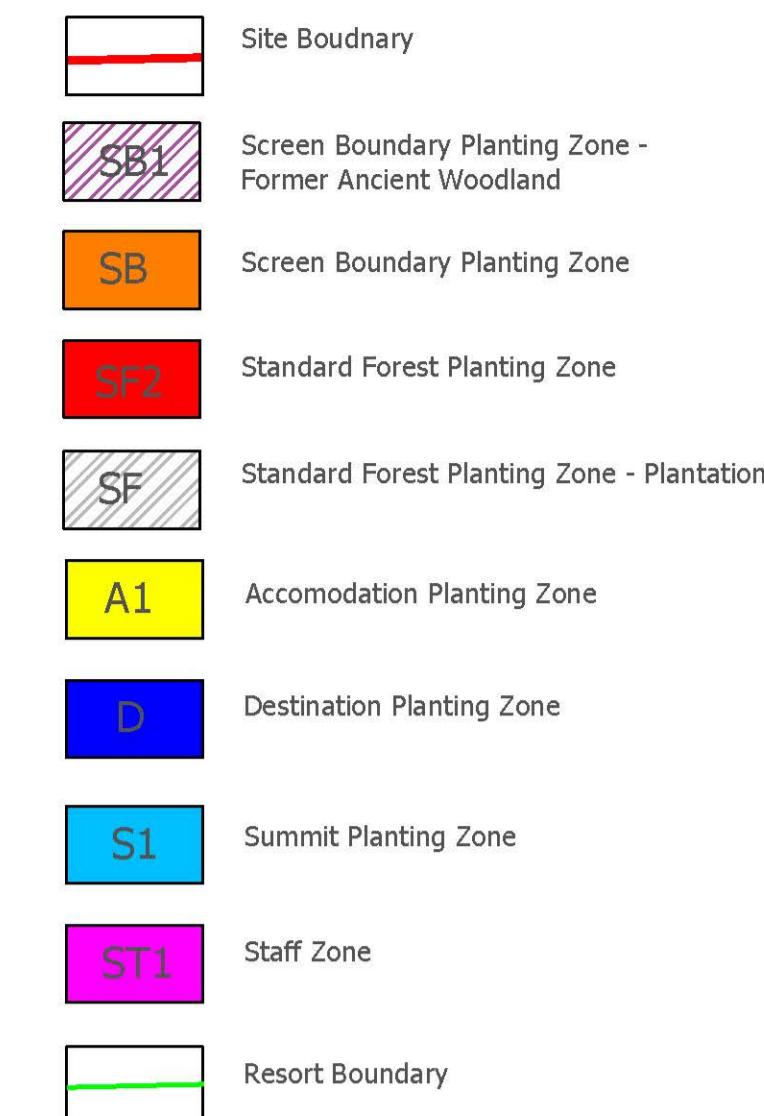 Site Boudnary
SB1
Screen Boundary Planting Zone -
Former Ancient Woodland
SB
Screen Boundary Planting Zone
SF2
Standard Forest Planting Zone
SF
Standard Forest Planting Zone - Plantation
A1
Accomodation Planting Zone
D
Destination Planting Zone
S1
Summit Planting Zone
ST1
Staff Zone
Resort Boundary